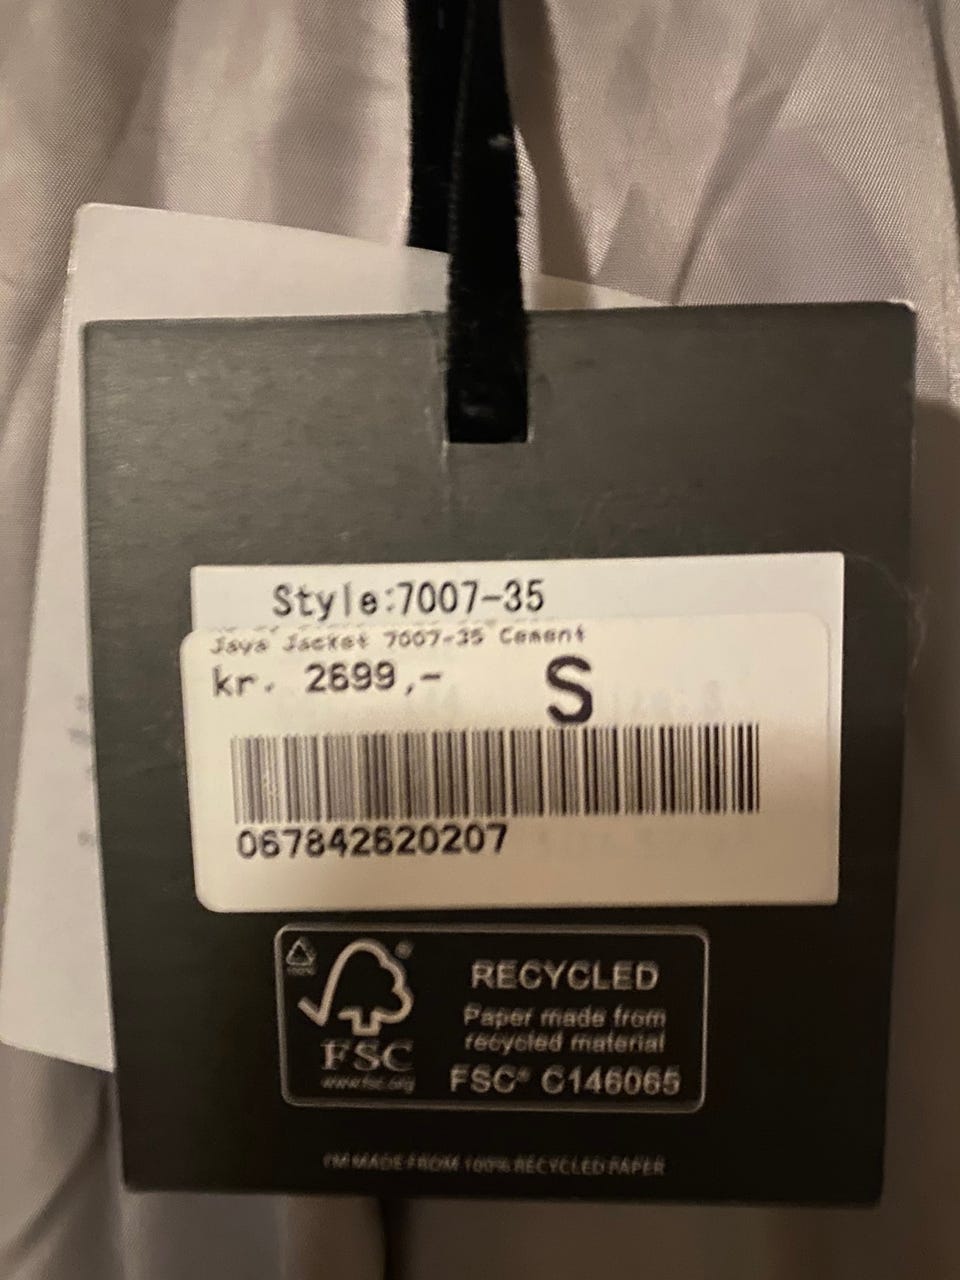 Style:7007-35
Jaya Jacket 7007-35 Cement
kr. 2699,-
S
067842620207
100%
RECYCLED
Paper made from
recycled material
FSC
www.fsc.org
FSC® C146065
I'M MADE FROM 100% RECYCLED PAPER